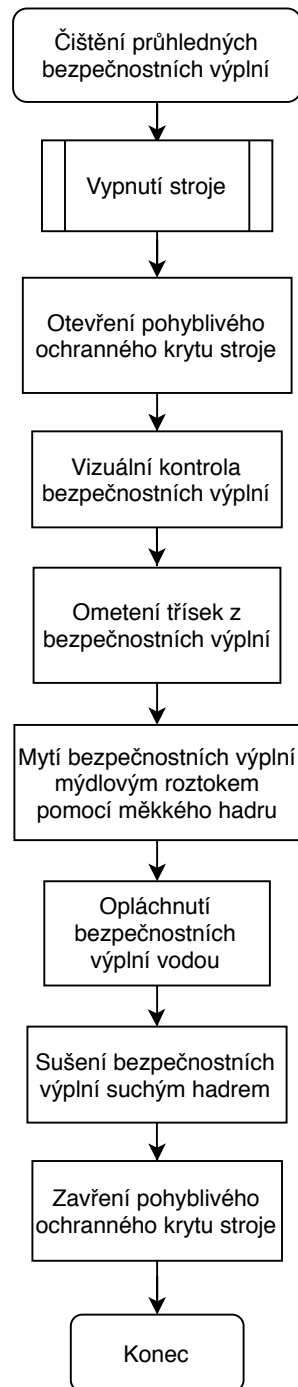 Čištění průhledných
bezpečnostních výplní
Vypnutí stroje
Otevření pohyblivého
ochranného krytu stroje
Vizuální kontrola
bezpečnostních výplní
Ometení třísek z
bezpečnostních výplní
Mytí bezpečnostních výplní
mýdlovým roztokem
pomocí měkkého hadru
Opláchnutí
bezpečnostních
výplní vodou
Sušení bezpečnostních
výplní suchým hadrem
Zavření pohyblivého
ochranného krytu stroje
Konec